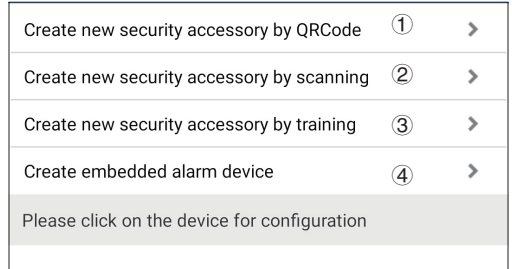 Create new security accessory by QRCode ①
Create new security accessory by scanning ②
Create new security accessory by training ③
Create embedded alarm device ④
Please click on the device for configuration